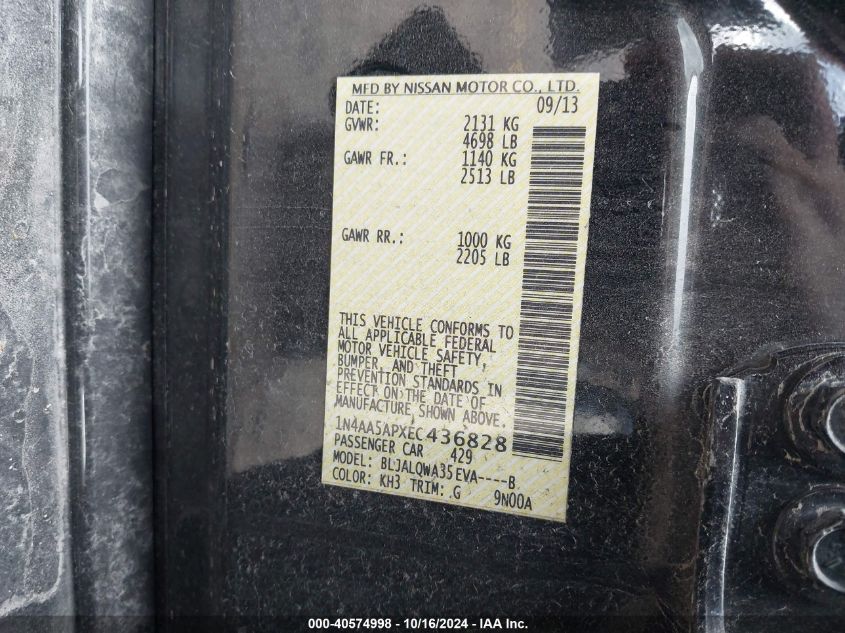 MFD BY NISSAN MOTOR CO., LTD.
DATE: 09/13
GVWR: 2131 KG
4698 LB
GAWR FR.: 1140 KG
2513 LB
GAWR RR.: 1000 KG
2205 LB
THIS VEHICLE CONFORMS TO
ALL APPLICABLE FEDERAL
MOTOR VEHICLE SAFETY,
BUMPER, AND THEFT
PREVENTION STANDARDS IN
EFFECT ON THE DATE OF
MANUFACTURE SHOWN ABOVE.
1N4AA5APXEC436828
PASSENGER CAR 429
MODEL: BLJALQWA35EVA----B
COLOR: KH3 TRIM: G 9N00A
000-40574998 - 10/16/2024 - IAA Inc.